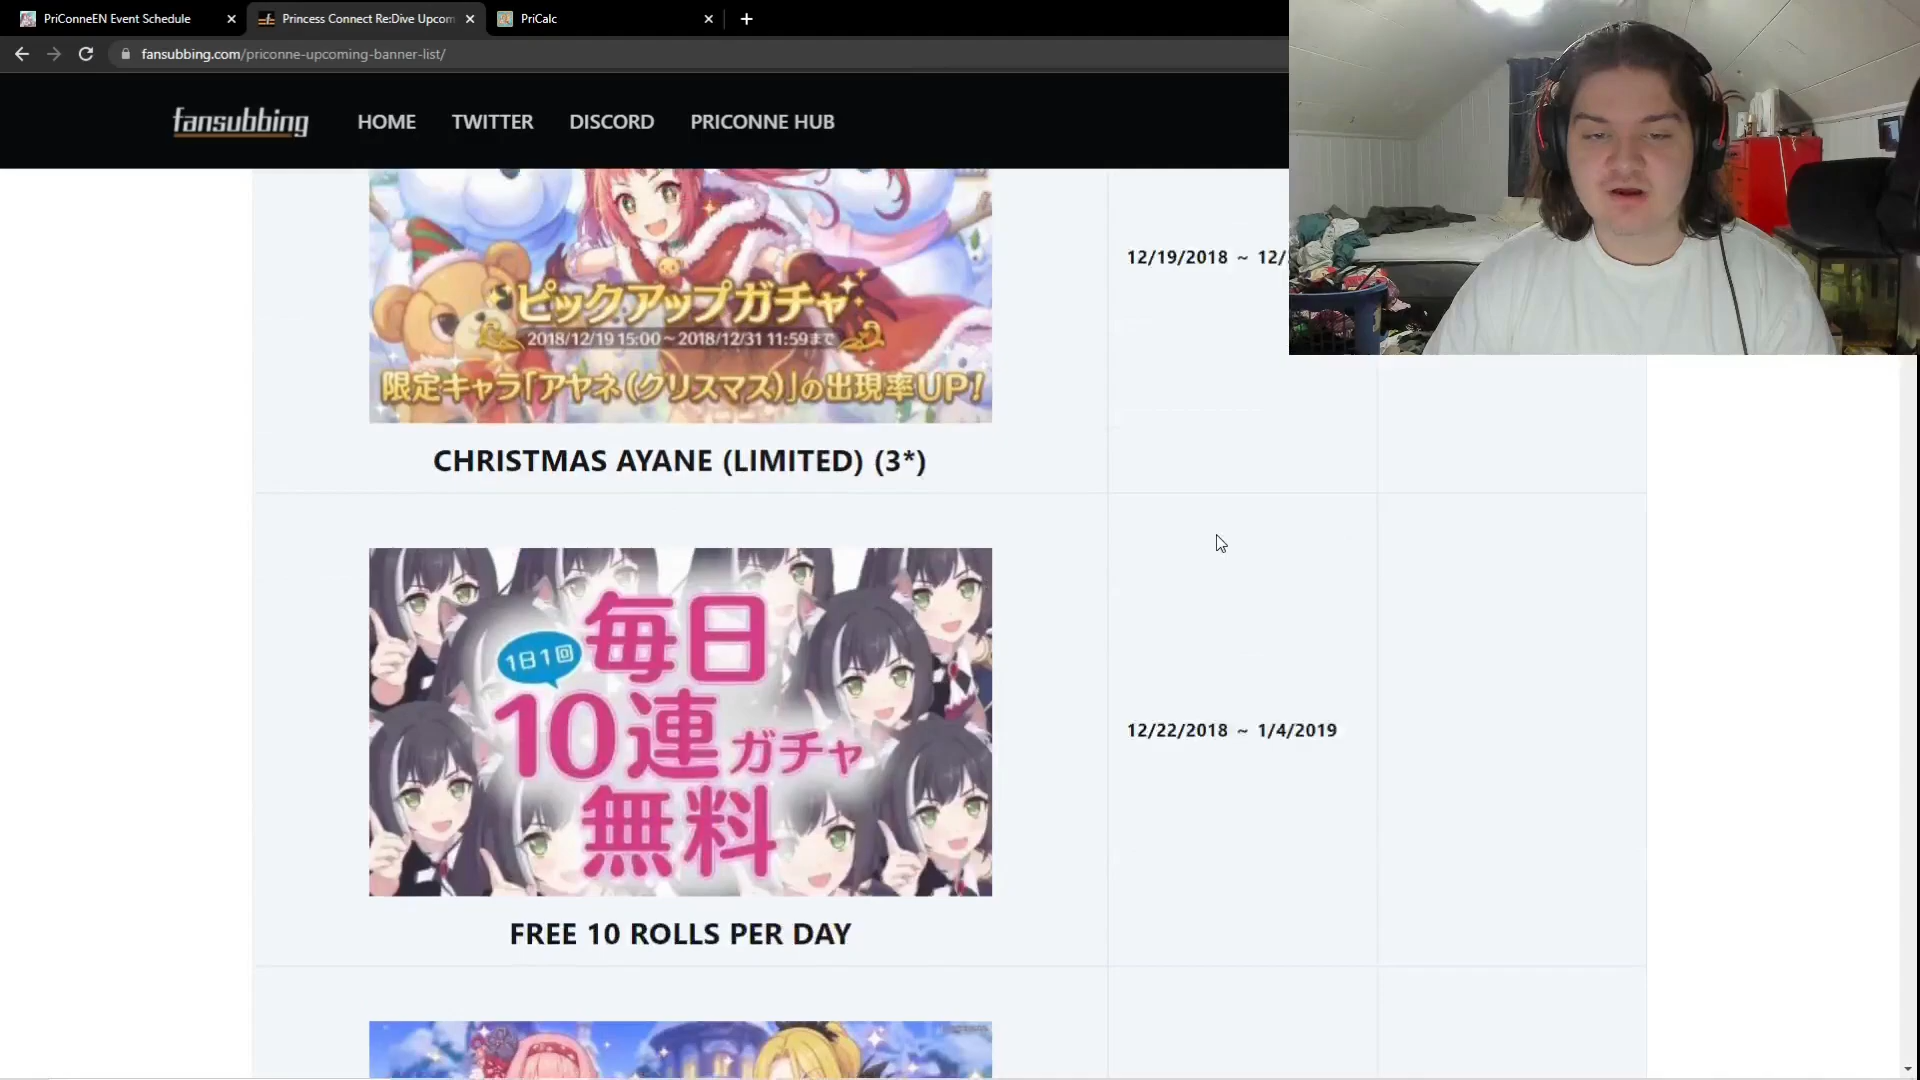 PriConneEN Event Schedule
Princess Connect Re:Dive Upcom
PriCalc
fansubbing.com/priconne-upcoming-banner-list/
fansubbing
HOME
TWITTER
DISCORD
PRICONNE HUB
ピックアップガチャ
2018/12/19 15:00～2018/12/31 11:59まで
限定キャラ「アヤネ(クリスマス)」の出現率UP!
12/19/2018 ~ 12/
CHRISTMAS AYANE (LIMITED) (3*)
1日1回
毎日
10連ガチャ
無料
12/22/2018 ~ 1/4/2019
FREE 10 ROLLS PER DAY